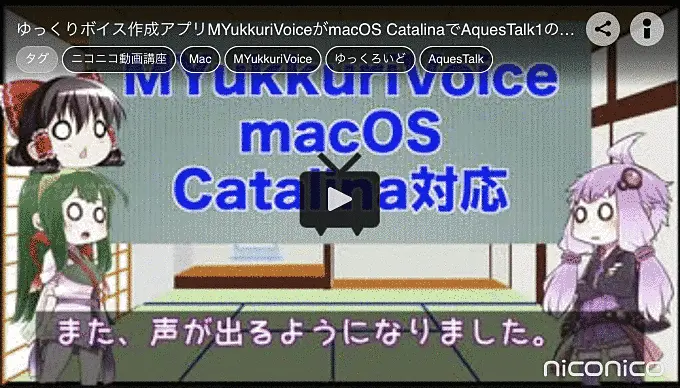 ゆっくりボイス作成アプリMYukkuriVoiceがmacOS CatalinaでAquesTalk1の...
タグ ニコニコ動画講座 Mac MYukkuriVoice ゆっくろいど AquesTalk
MYukkuriVoice
macOS
Catalina対応
また、声が出るようになりました。
niconico